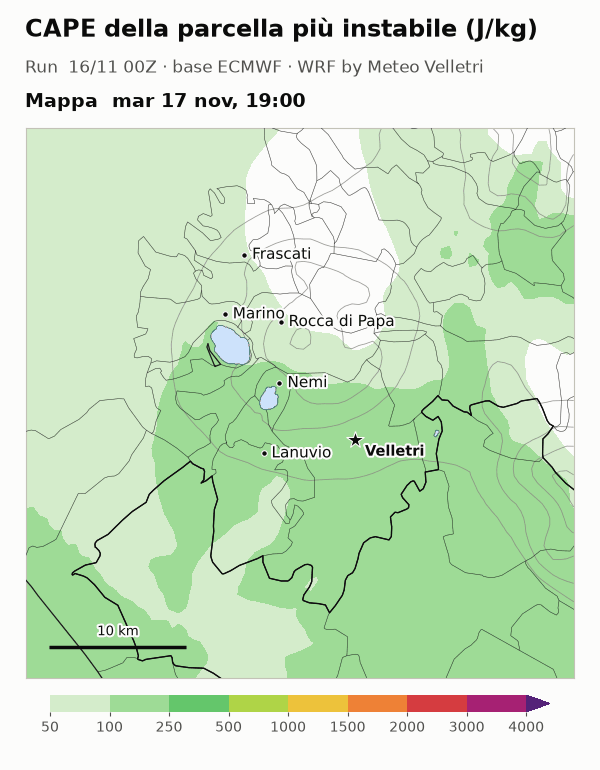 CAPE della parcella più instabile (J/kg)
Run  16/11 00Z · base ECMWF · WRF by Meteo Velletri
Mappa  mar 17 nov, 19:00
Frascati
Marino
Rocca di Papa
Nemi
Velletri
Lanuvio
10 km
50 100 250 500 1000 1500 2000 3000 4000